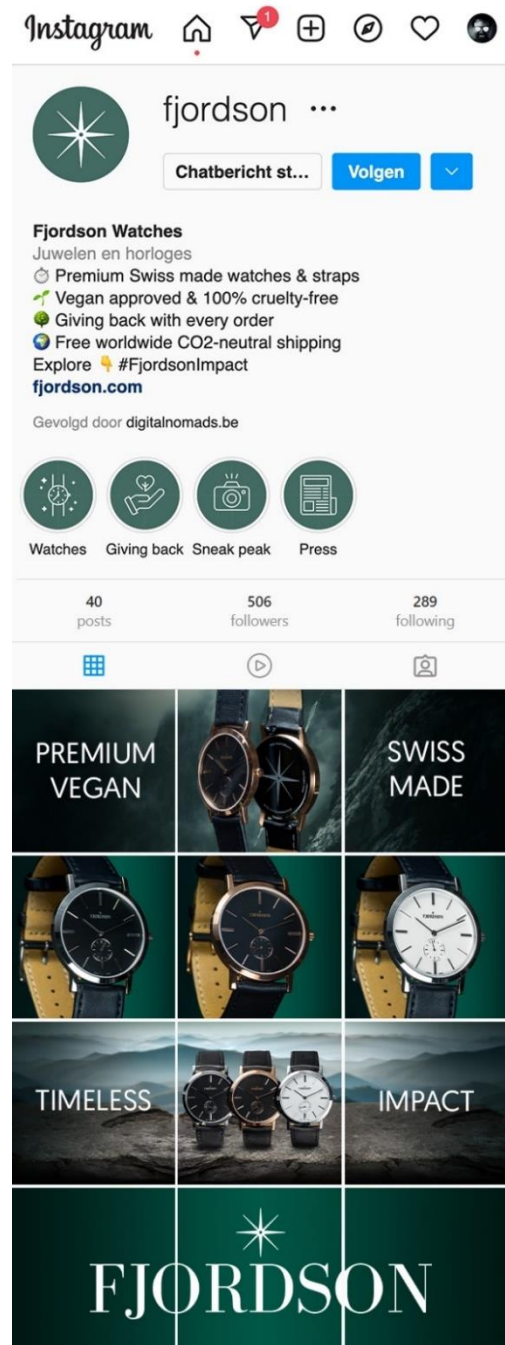 Instagram
1
fjordson ...
Chatbericht st...
Volgen
Fjordson Watches
Juwelen en horloges
Premium Swiss made watches & straps
Vegan approved & 100% cruelty-free
Giving back with every order
Free worldwide CO2-neutral shipping
Explore 👇 #FjordsonImpact
fjordson.com
Gevolgd door digitalnomads.be
Watches Giving back Sneak peak Press
40 506 289
posts followers following
PREMIUM
VEGAN
SWISS
MADE
FJORDSON
FJORDSON
TIMELESS
IMPACT
FJORDSON